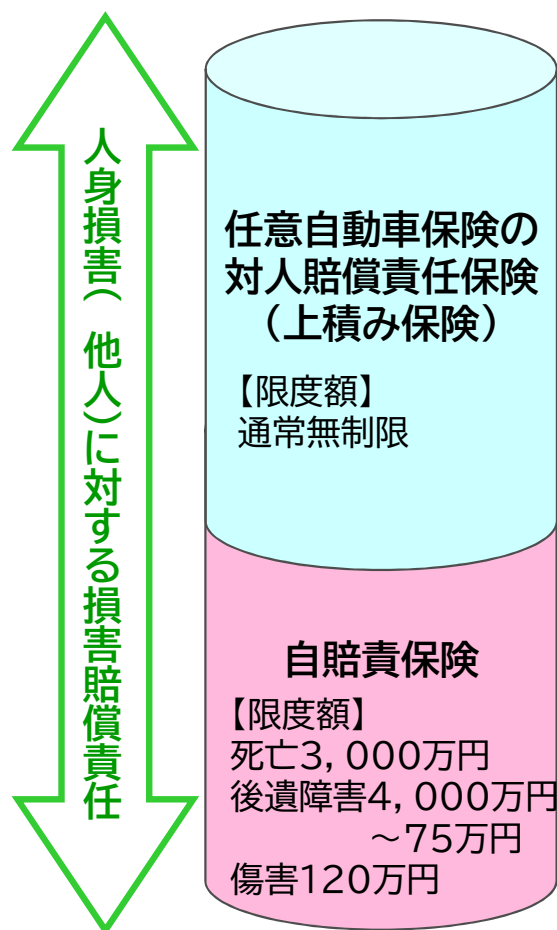 人身損害(他人)に対する損害賠償責任
任意自動車保険の
対人賠償責任保険
(上積み保険)
【限度額】
通常無制限
自賠責保険
【限度額】
死亡3,000万円
後遺障害4,000万円
~75万円
傷害120万円